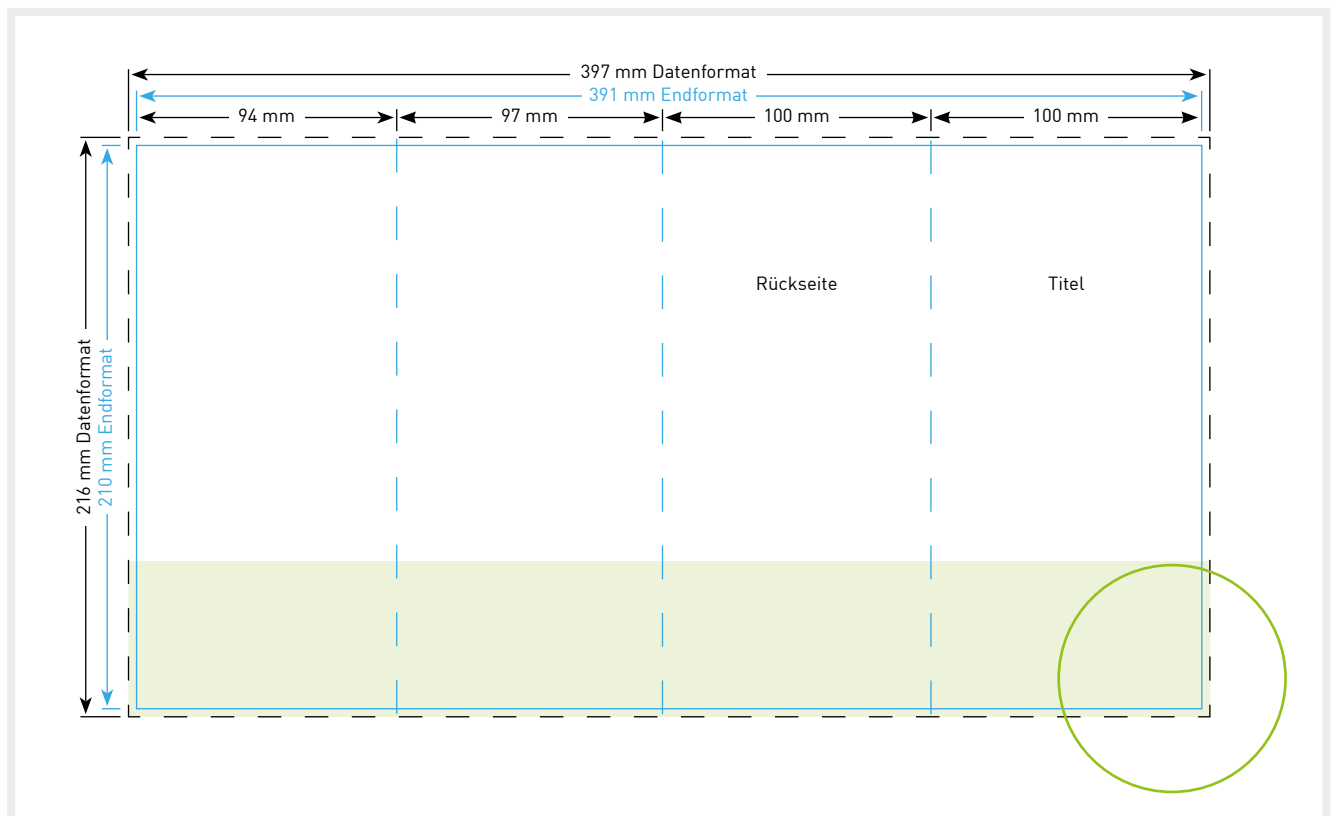 397 mm Datenformat
391 mm Endformat
94 mm
97 mm
100 mm
100 mm
Rückseite
Titel
216 mm Datenformat
210 mm Endformat